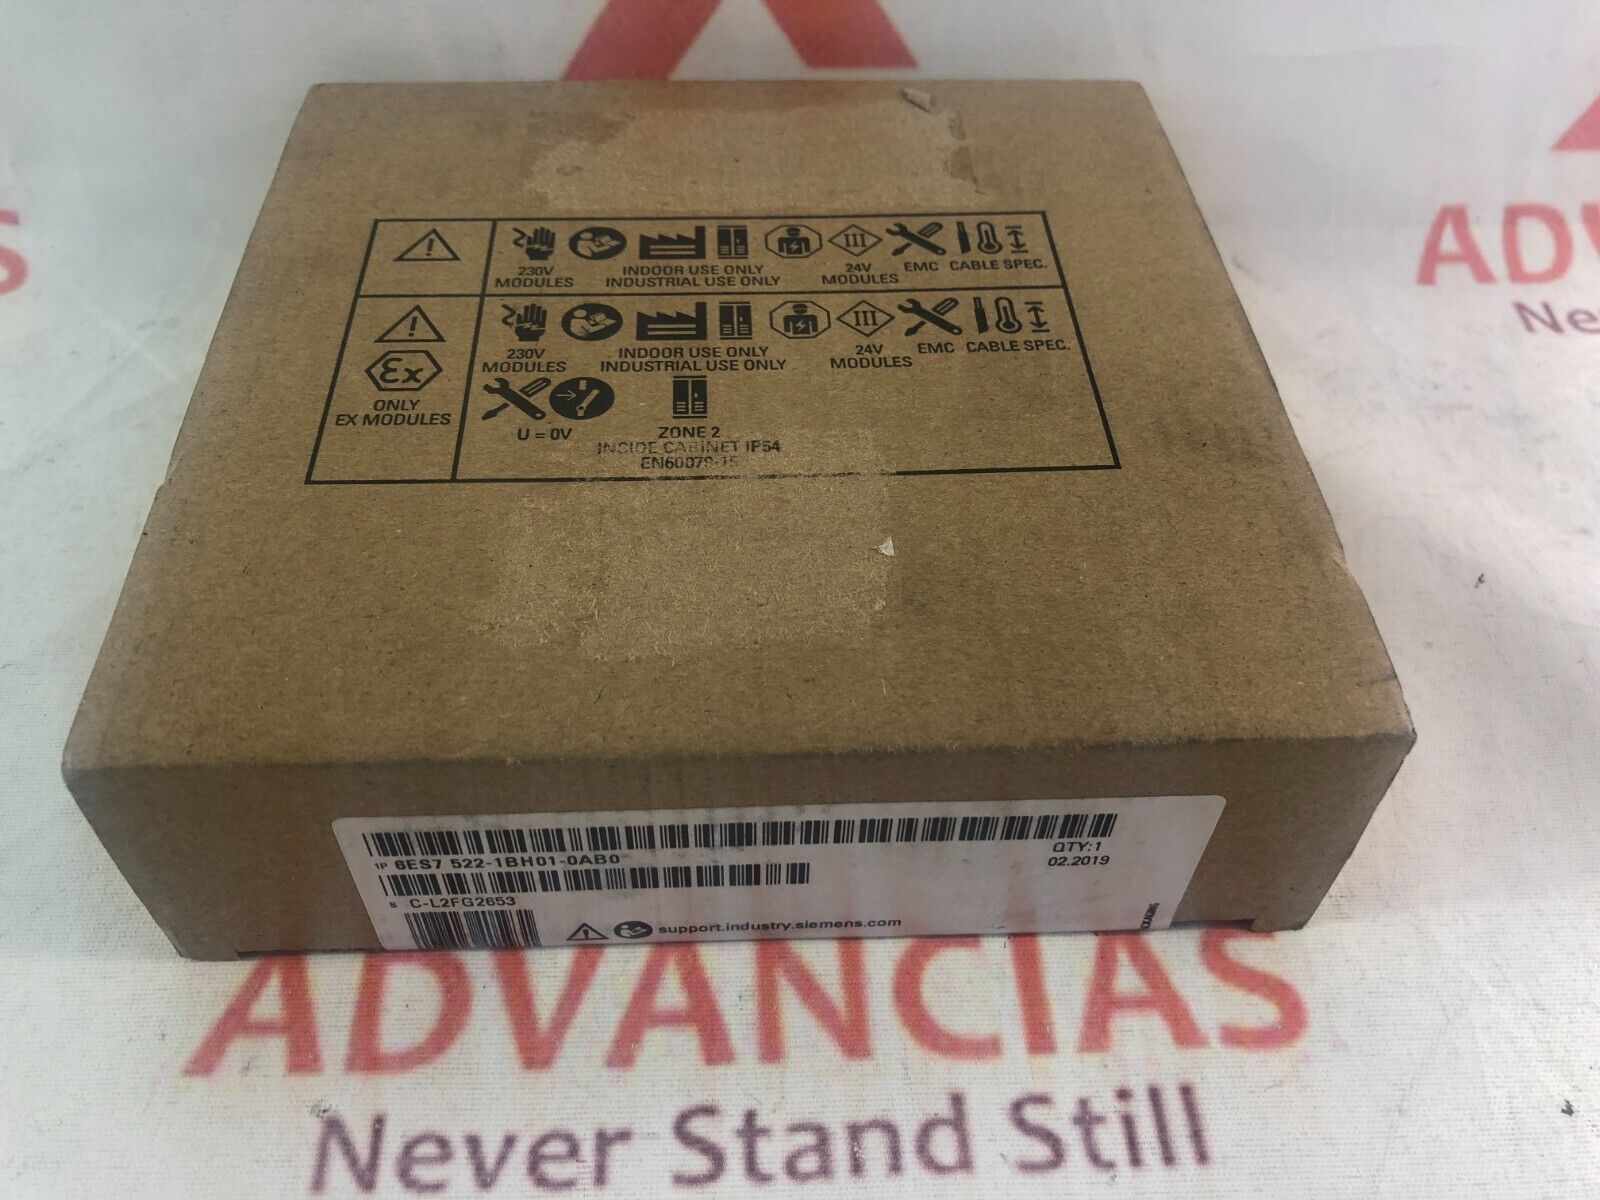 230V
MODULES
INDOOR USE ONLY
INDUSTRIAL USE ONLY
III
24V
MODULES
EMC
CABLE SPEC.
Ex
ONLY
EX MODULES
230V
MODULES
INDOOR USE ONLY
INDUSTRIAL USE ONLY
III
24V
MODULES
EMC
CABLE SPEC.
U = 0V
ZONE 2
INSIDE CABINET IP54
EN60079-15
1P 6ES7 522-1BH01-0AB0
QTY:1
02.2019
S C-L2FG2653
support.industry.siemens.com
ADVANCIAS
Never Stand Still